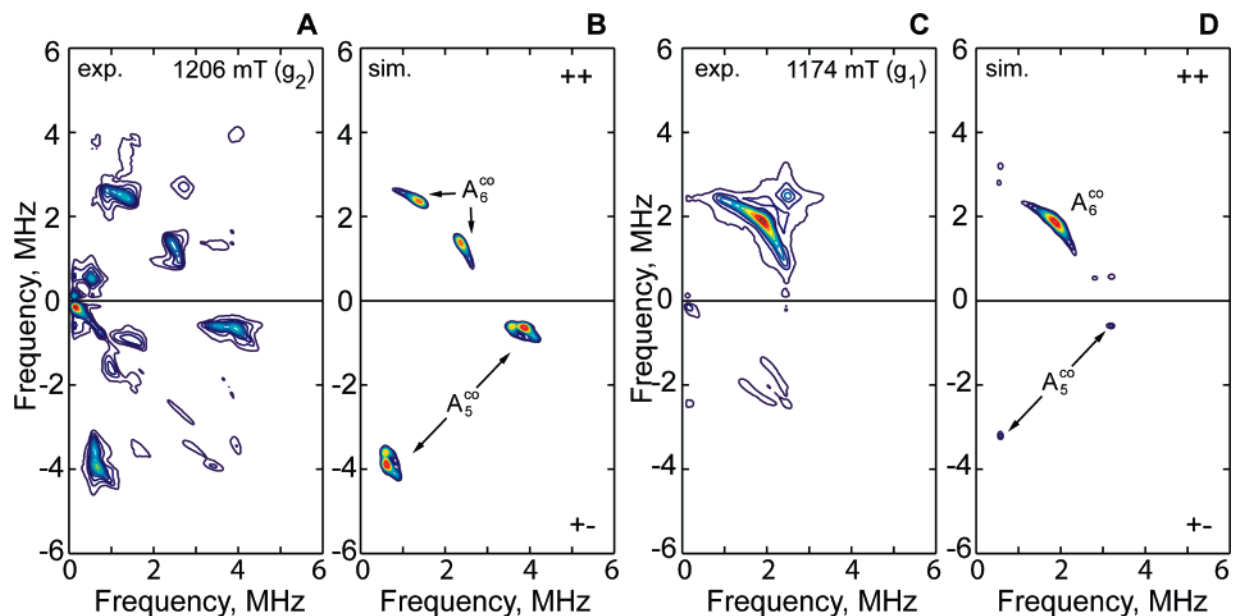 A B C D
6 6 6 6
exp. 1206 mT (g2) sim. ++ exp. 1174 mT (g1) sim. ++
4 4 4 4
A6co A6co
2 2 2 2
Frequency, MHz Frequency, MHz
0 0 0 0
-2 -2 -2 -2
A5co A5co
-4 -4 -4 -4
+- +-
-6 -6 -6 -6
0 2 4 6 0 2 4 6 0 2 4 6 0 2 4 6
Frequency, MHz Frequency, MHz Frequency, MHz Frequency, MHz